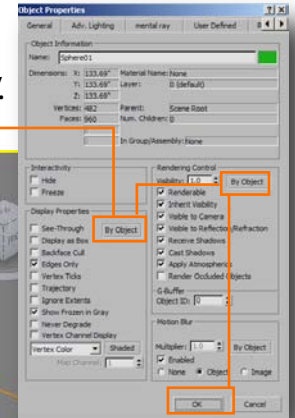 Object Properties
General Adv. Lighting mental ray User Defined
Object Information
Name: Sphere01
Dimensions: X: 133.69" Material Name: None
Y: 133.69" Layer: 0 (default)
Z: 133.69"
Vertices: 482 Parent: Scene Root
Faces: 960 Num. Children: 0
In Group/Assembly: None
Interactivity
Hide
Freeze
Display Properties
See-Through By Object
Display as Box
Backface Cull
Edges Only
Vertex Ticks
Trajectory
Ignore Extents
Show Frozen in Gray
Never Degrade
Vertex Channel Display
Vertex Color Shaded
Map Channel: 1
Rendering Control
Visibility: 1.0 By Object
Renderable
Inherit Visibility
Visible to Camera
Visible to Reflection/Refraction
Receive Shadows
Cast Shadows
Apply Atmospherics
Render Occluded Objects
G-Buffer
Object ID: 0
Motion Blur
Multiplier: 1.0 By Object
Enabled
None Object Image
OK Cancel